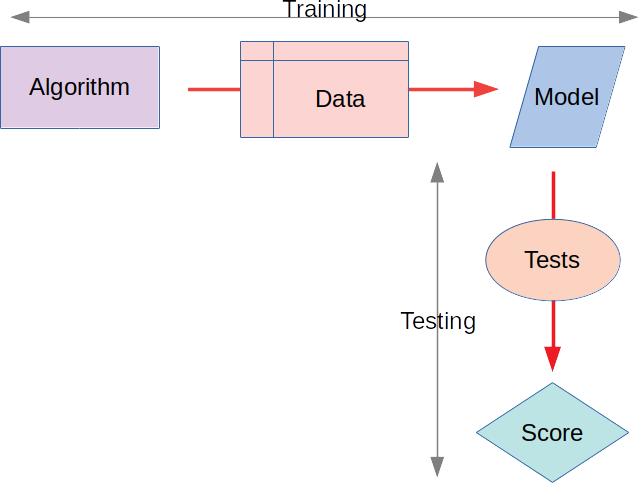 Training
Algorithm
Data
Model
Tests
Testing
Score